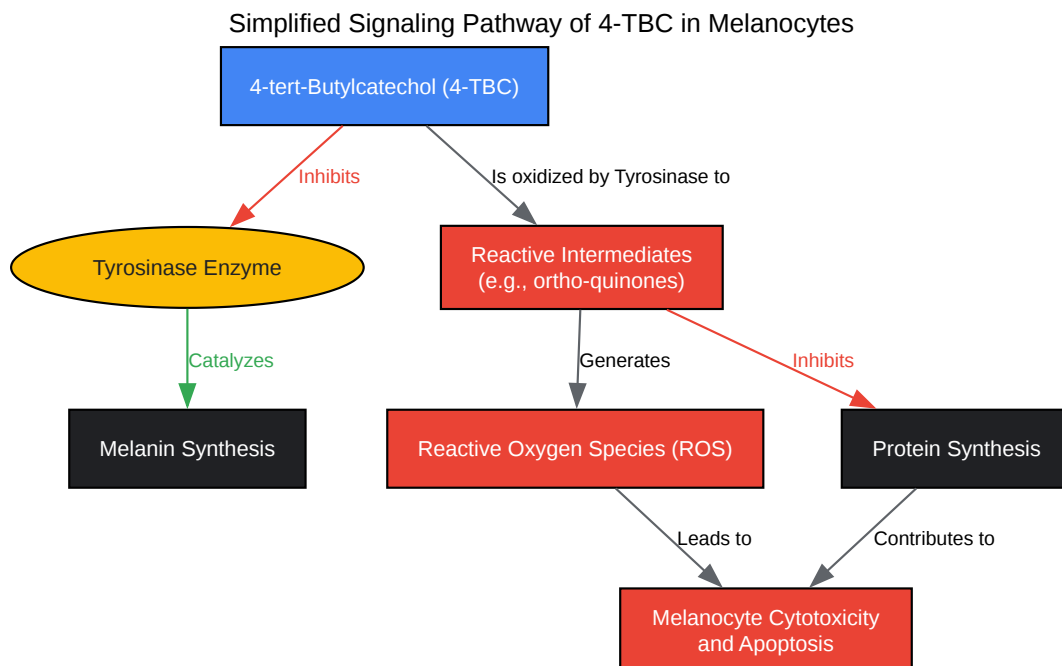 Simplified Signaling Pathway of 4-TBC in Melanocytes
4-tert-Butylcatechol (4-TBC)
Inhibits
Is oxidized by Tyrosinase to
Tyrosinase Enzyme
Reactive Intermediates
(e.g., ortho-quinones)
Catalyzes
Generates
Inhibits
Melanin Synthesis
Reactive Oxygen Species (ROS)
Protein Synthesis
Leads to
Contributes to
Melanocyte Cytotoxicity
and Apoptosis